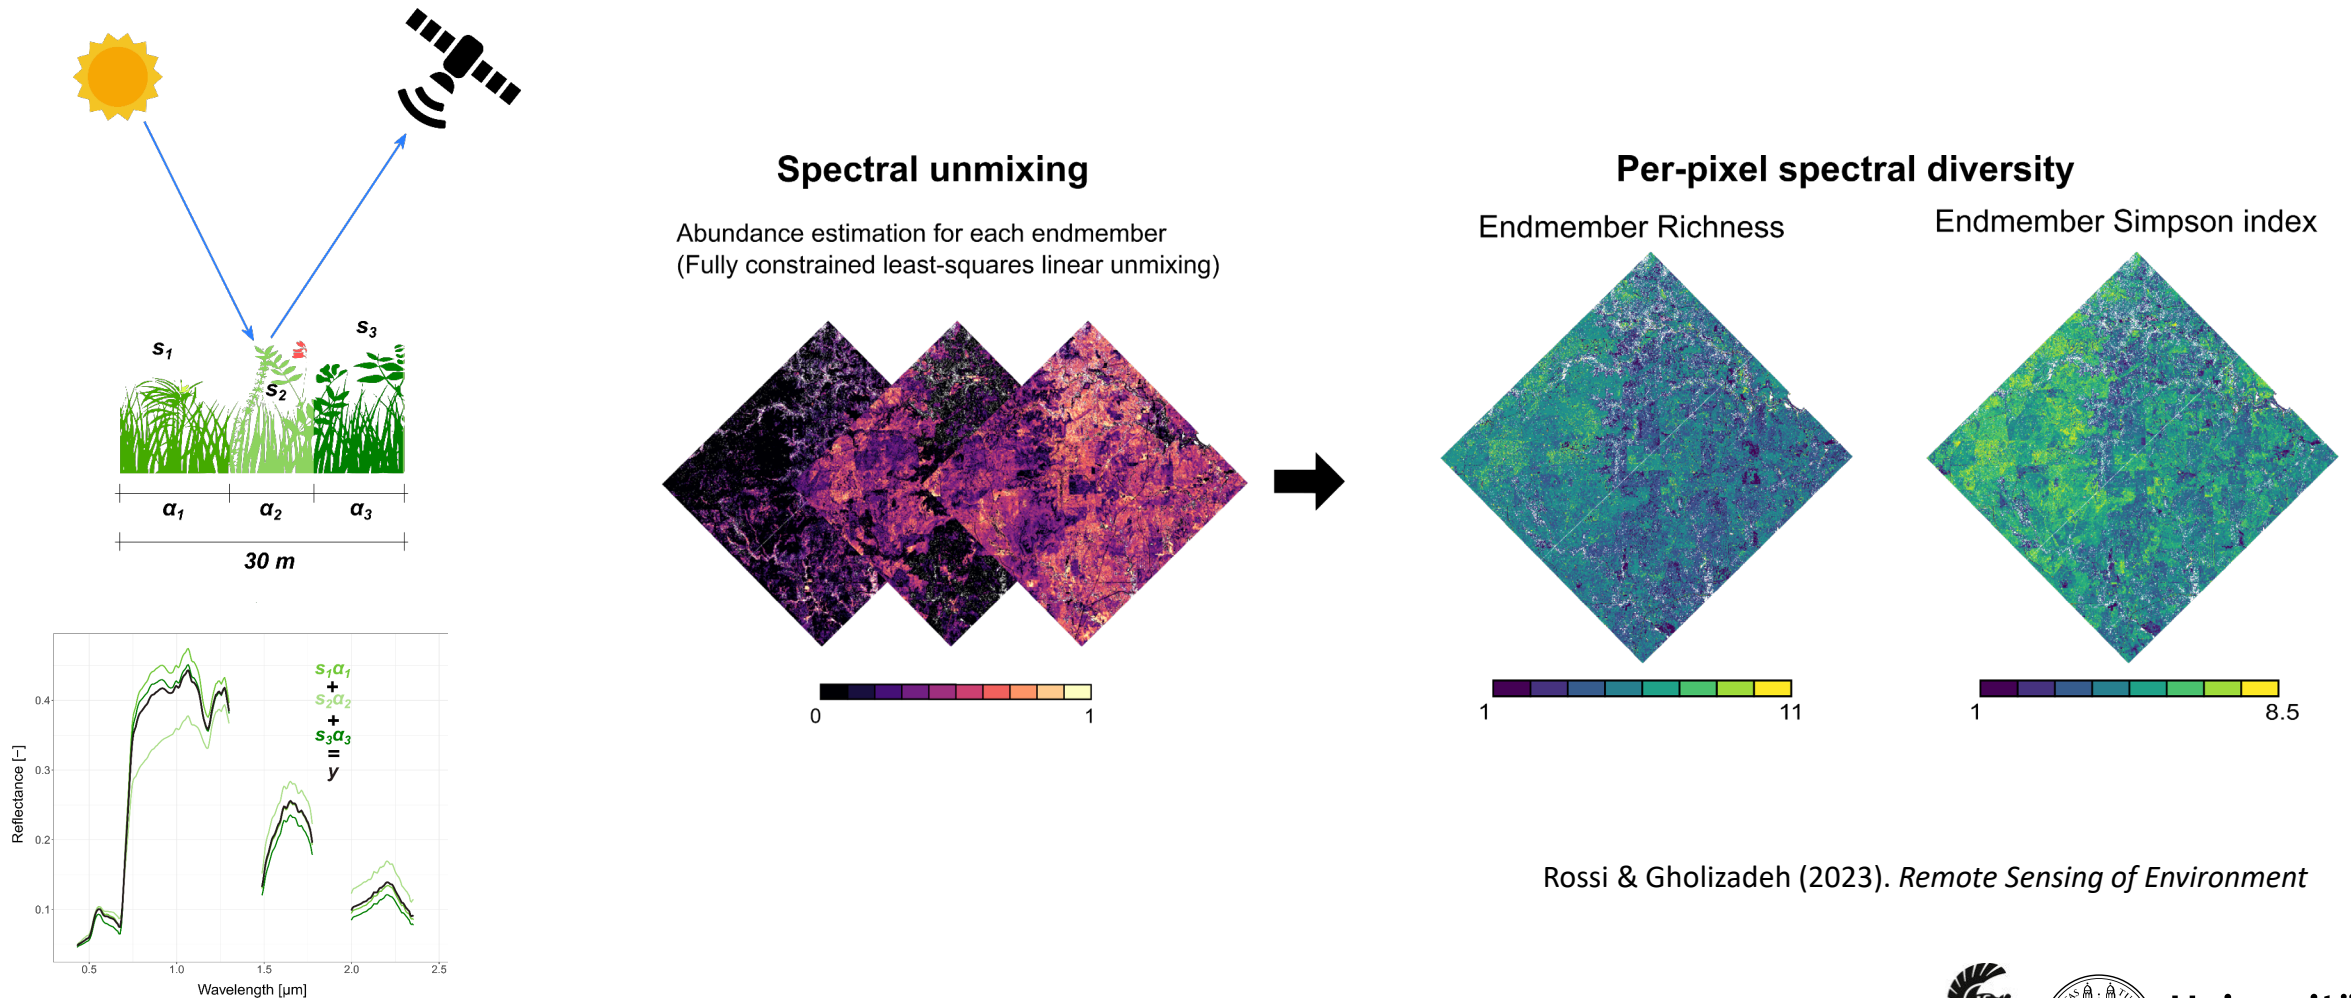 s1
s2
s3
α1 α2 α3
30 m
s1α1
+
s2α2
+
s3α3
=
y
Reflectance [−]
0.4
0.3
0.2
0.1
0.5 1.0 1.5 2.0 2.5
Wavelength [µm]
Spectral unmixing
Abundance estimation for each endmember
(Fully constrained least-squares linear unmixing)
0 1
Per-pixel spectral diversity
Endmember Richness
Endmember Simpson index
1 11
1 8.5
Rossi & Gholizadeh (2023). Remote Sensing of Environment